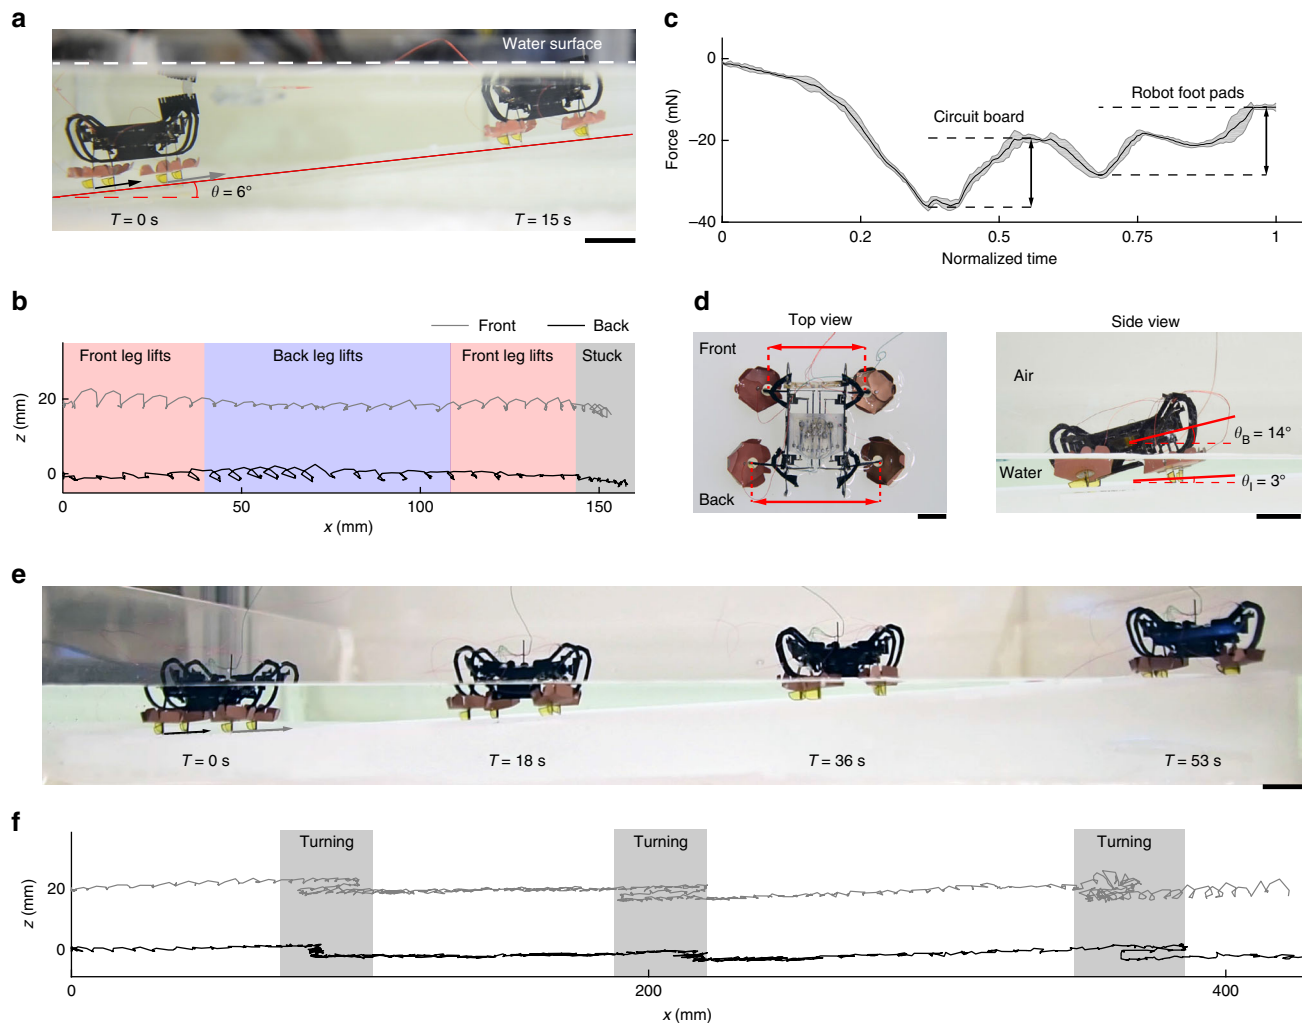 a
Water surface
θ = 6°
T = 0 s
T = 15 s
b
Front
Back
Front leg lifts
Back leg lifts
Front leg lifts
Stuck
20
0
z (mm)
0
50
100
150
x (mm)
c
0
−20
−40
Force (mN)
Circuit board
Robot foot pads
0
0.2
0.5
0.75
1
Normalized time
d
Top view
Front
Back
Side view
Air
Water
θB = 14°
θI = 3°
e
T = 0 s
T = 18 s
T = 36 s
T = 53 s
f
Turning
Turning
Turning
20
0
z (mm)
0
200
400
x (mm)